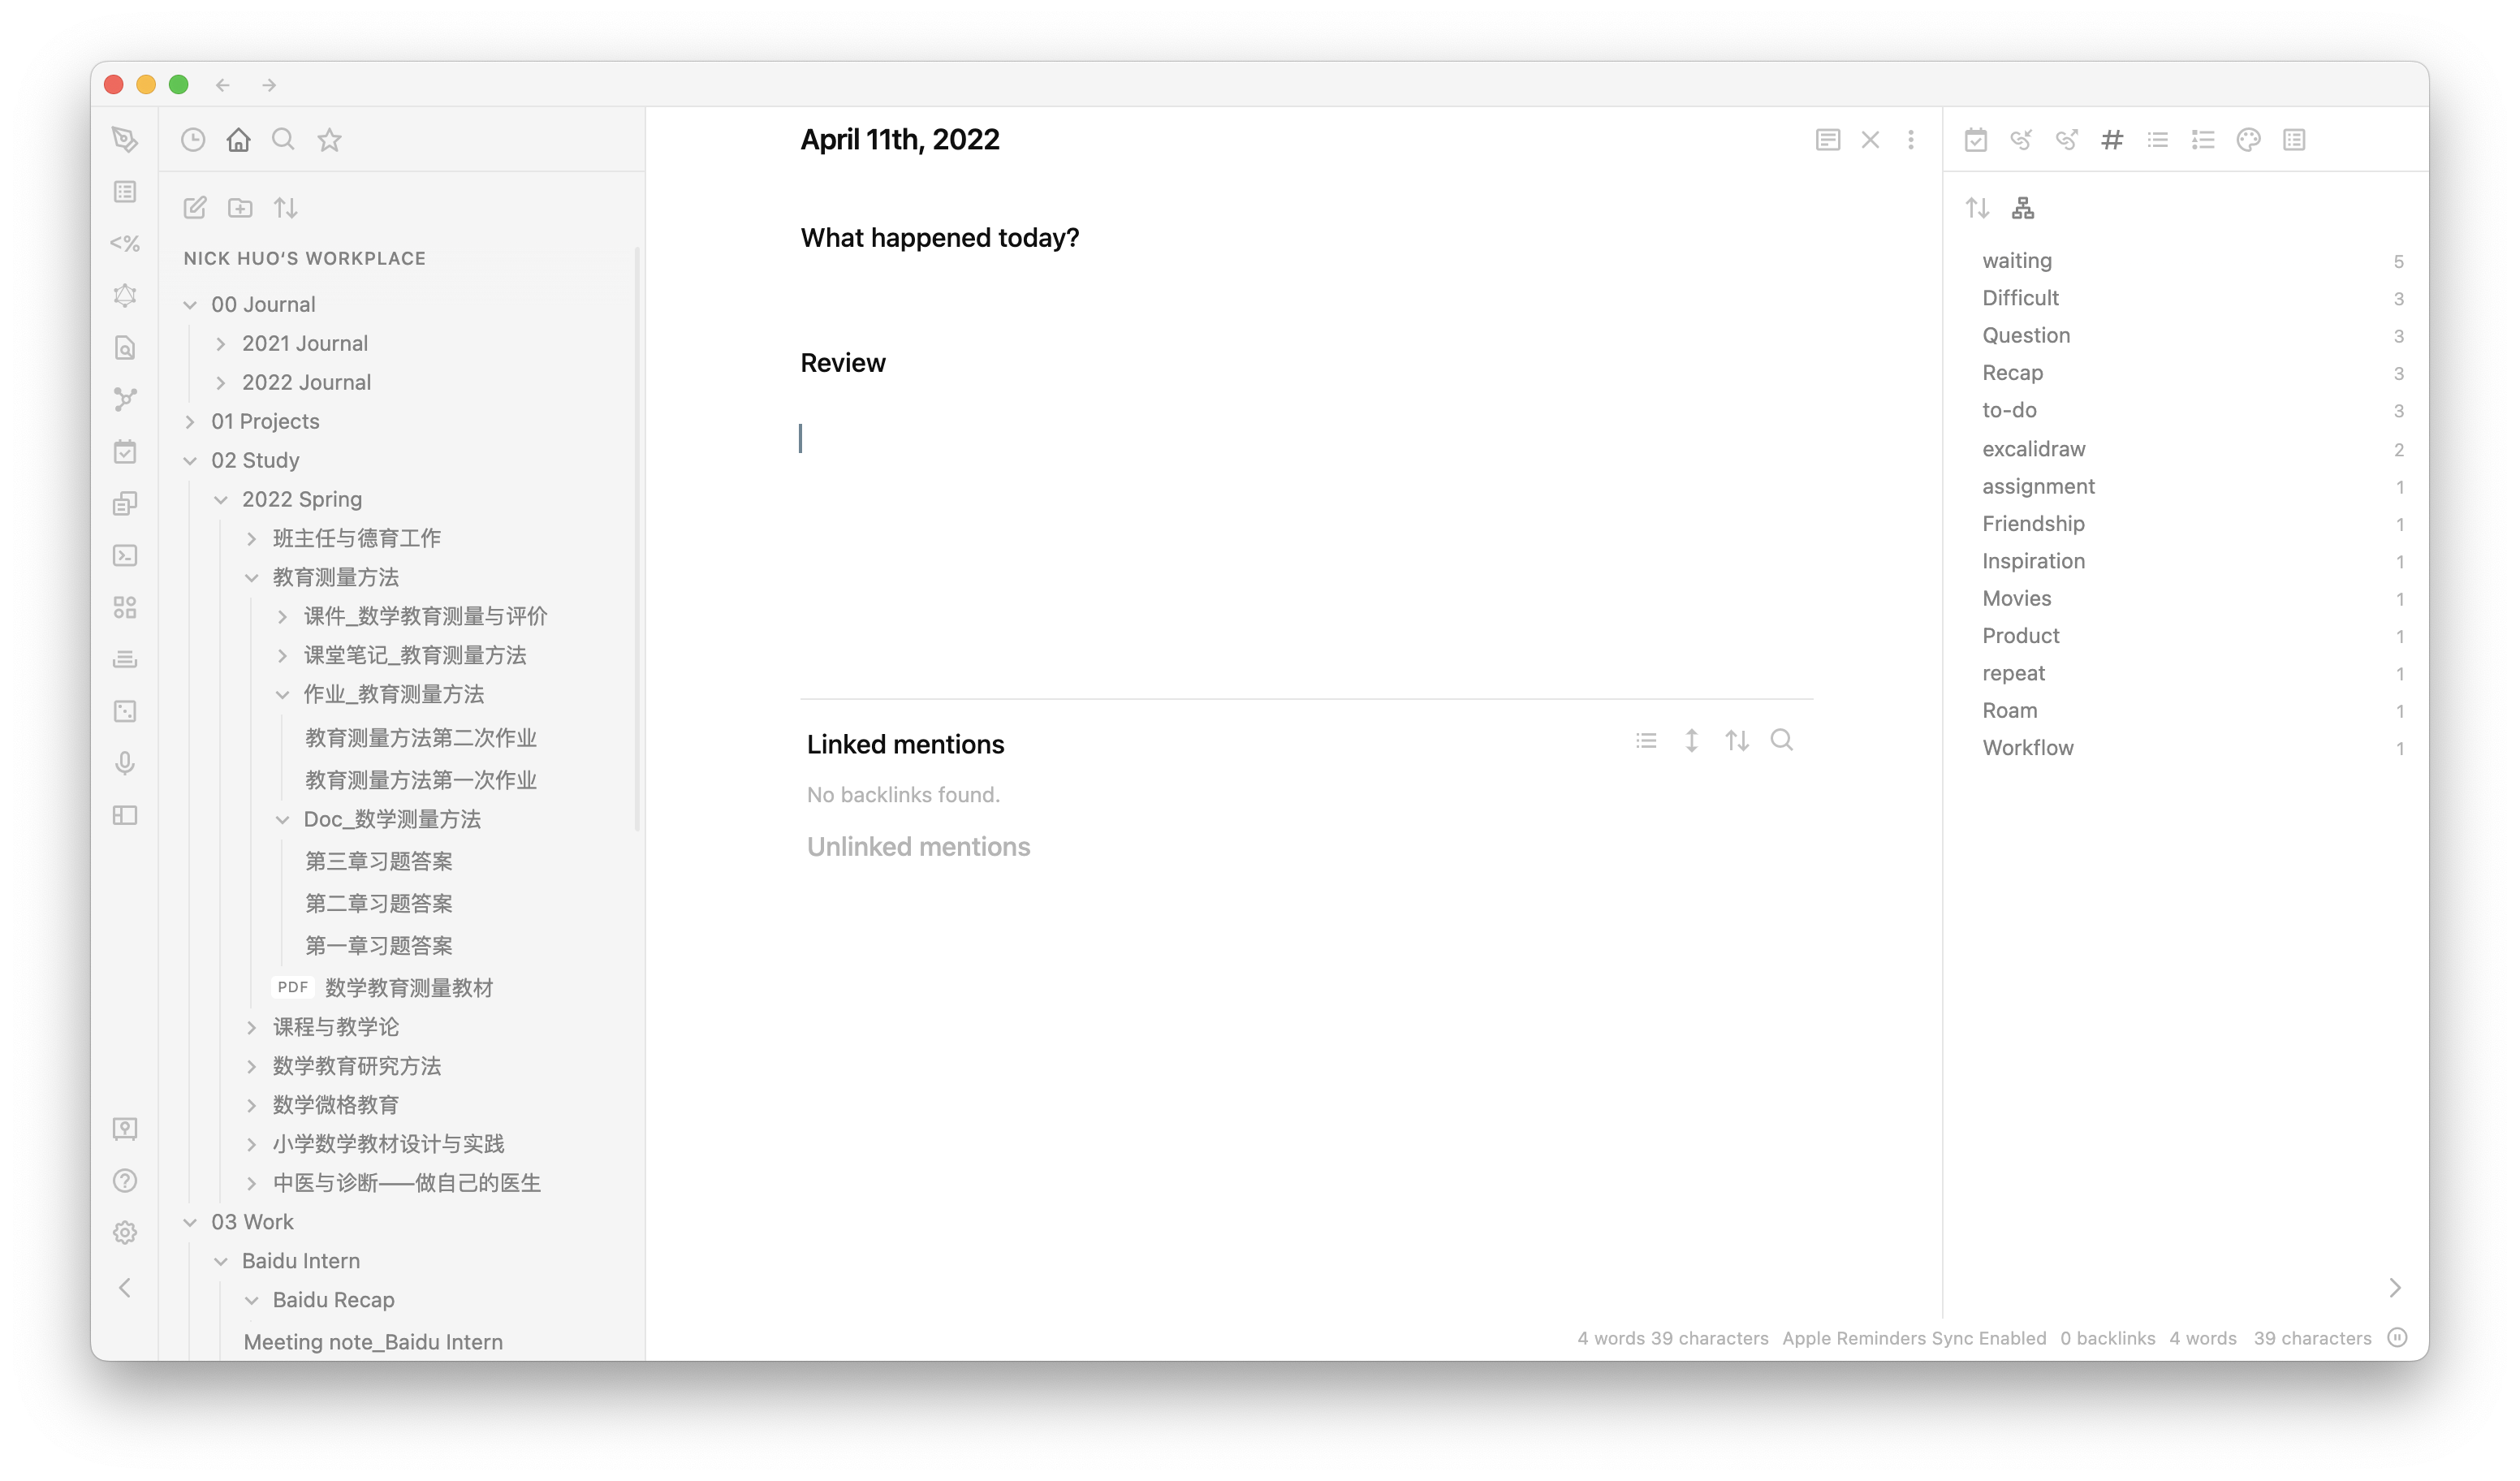 NICK HUO‘S WORKPLACE
00 Journal
2021 Journal
2022 Journal
01 Projects
02 Study
2022 Spring
班主任与德育工作
教育测量方法
课件_数学教育测量与评价
课堂笔记_教育测量方法
作业_教育测量方法
教育测量方法第二次作业
教育测量方法第一次作业
Doc_数学测量方法
第三章习题答案
第二章习题答案
第一章习题答案
PDF 数学教育测量教材
课程与教学论
数学教育研究方法
数学微格教育
小学数学教材设计与实践
中医与诊断——做自己的医生
03 Work
Baidu Intern
Baidu Recap
Meeting note_Baidu Intern
April 11th, 2022
What happened today?
Review
Linked mentions
No backlinks found.
Unlinked mentions
waiting 5
Difficult 3
Question 3
Recap 3
to-do 3
excalidraw 2
assignment 1
Friendship 1
Inspiration 1
Movies 1
Product 1
repeat 1
Roam 1
Workflow 1
4 words 39 characters Apple Reminders Sync Enabled 0 backlinks 4 words 39 characters